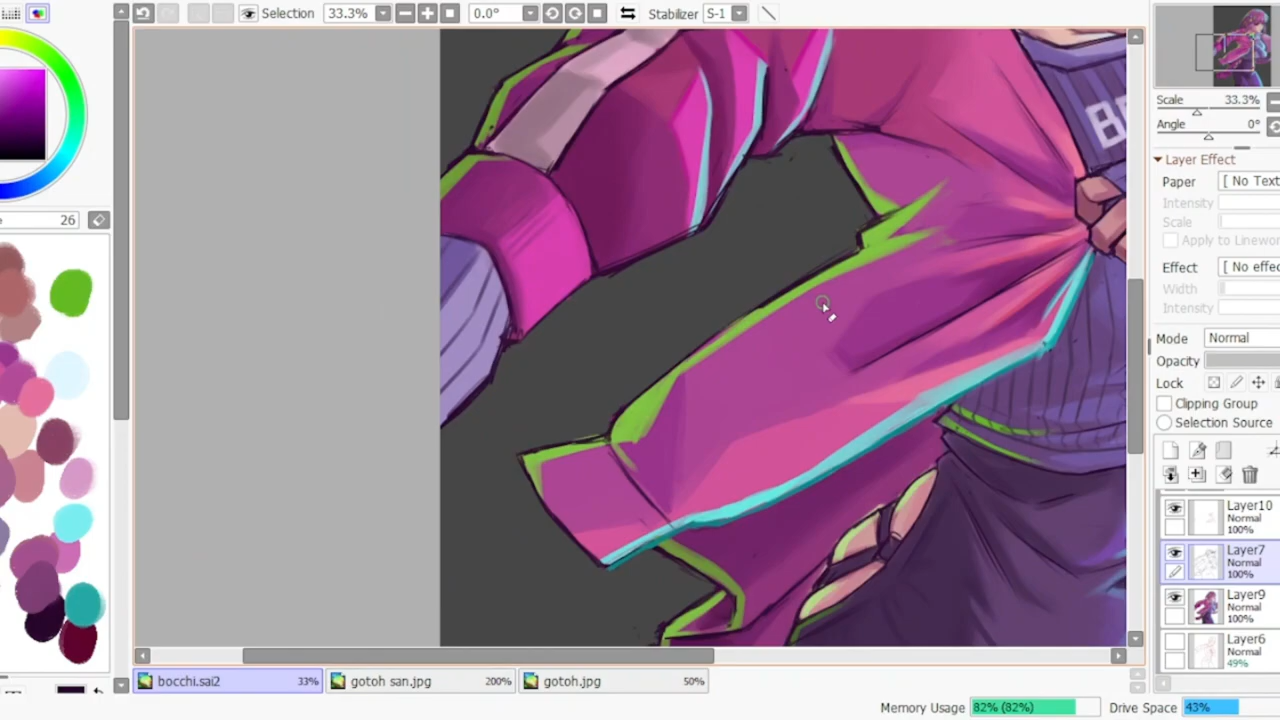 Selection 33.3% 0.0° Stabilizer S-1
Scale 33.3%
Angle 0°
Layer Effect
Paper [ No Text
Intensity
Scale
Apply to Linewor
Effect [ No effec
Width
Intensity
Mode Normal
Opacity
Lock
Clipping Group
Selection Source
26
Layer10
Normal
100%
Layer7
Normal
100%
Layer9
Normal
100%
Layer6
Normal
49%
bocchi.sai2 33% gotoh san.jpg 200% gotoh.jpg 50%
Memory Usage 82% (82%) Drive Space 43%